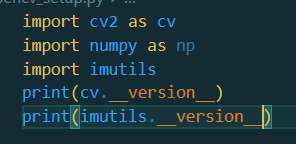 import cv2 as cv
import numpy as np
import imutils
print(cv.__version__)
print(imutils.__version__)